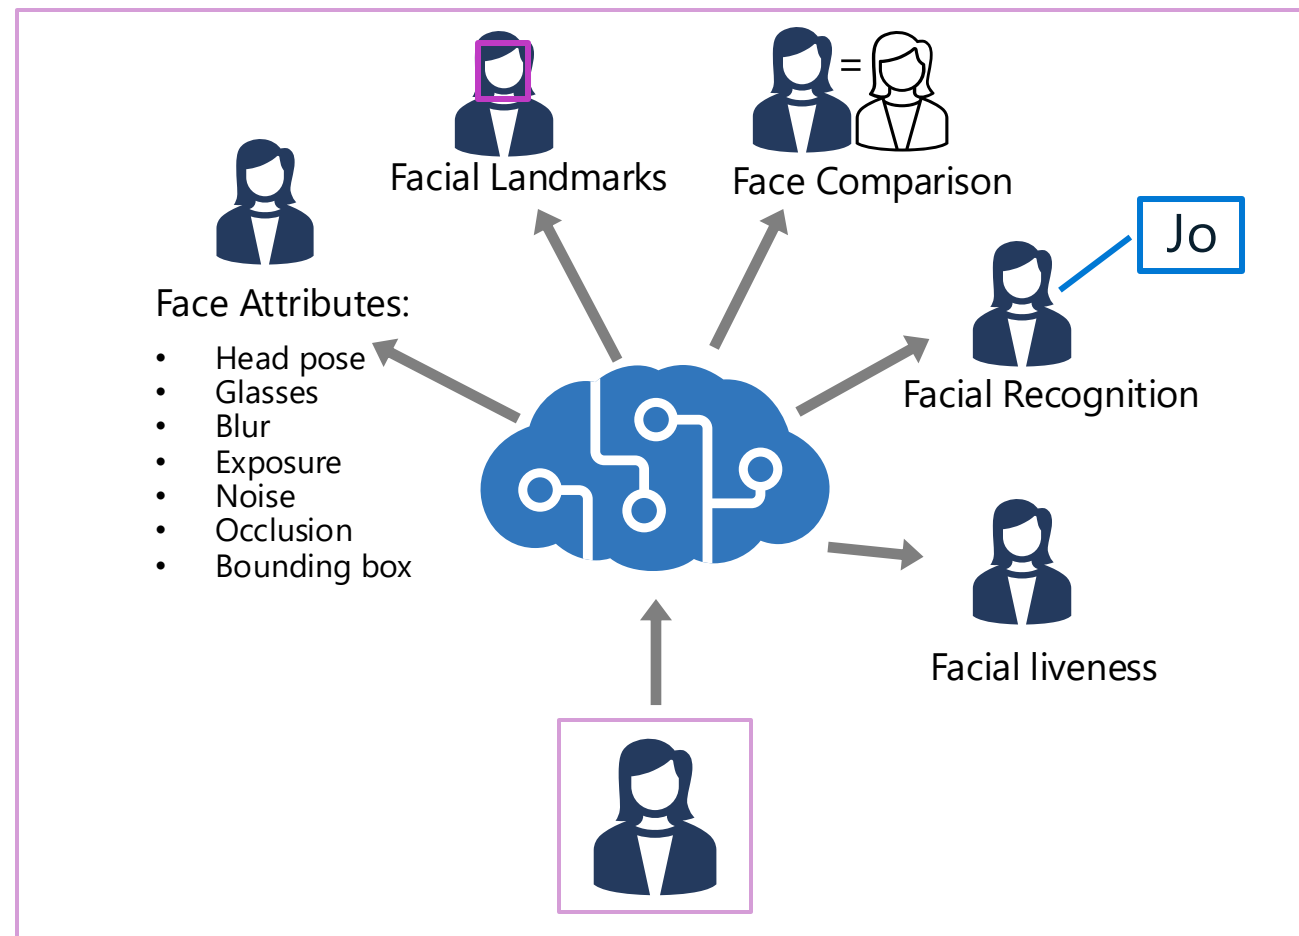 Facial Landmarks
Face Comparison
Jo
Face Attributes:
• Head pose
• Glasses
• Blur
• Exposure
• Noise
• Occlusion
• Bounding box
Facial Recognition
Facial liveness
=